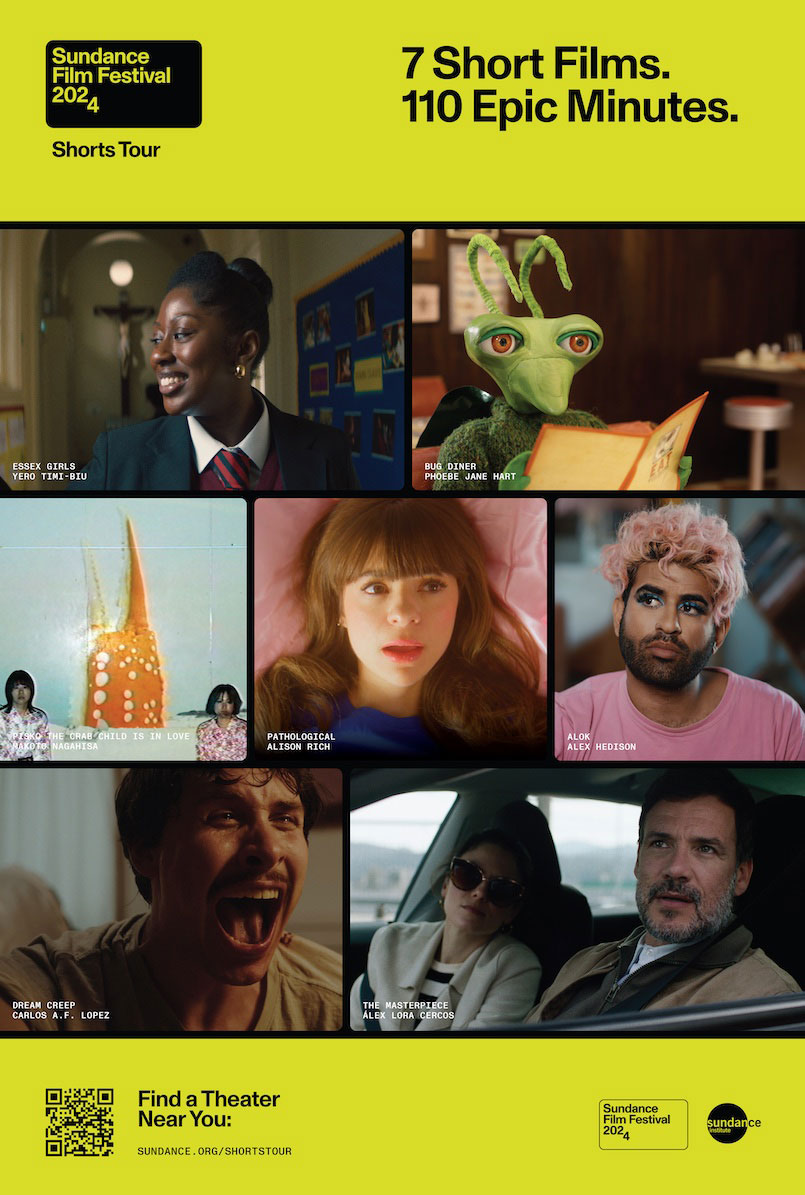 Sundance
Film Festival
2024
Shorts Tour
7 Short Films.
110 Epic Minutes.
ESSEX GIRLS
YERO TIMI-BIU
BUG DINER
PHOEBE JANE HART
PISKO THE CRAB CHILD IS IN LOVE
MAKOTO NAGAHISA
PATHOLOGICAL
ALISON RICH
ALOK
ALEX HEDISON
DREAM CREEP
CARLOS A.F. LOPEZ
THE MASTERPIECE
ÀLEX LORA CERCOS
Find a Theater
Near You:
SUNDANCE.ORG/SHORTSTOUR
Sundance
Film Festival
2024
sundance
institute